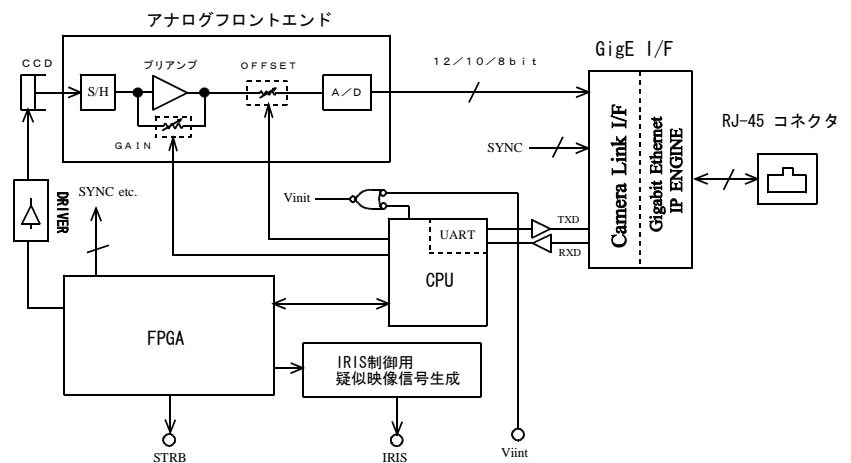 アナログフロントエンド
CCD
S/H
プリアンプ
OFFSET
A/D
GAIN
12/10/8bit
GigE I/F
SYNC
Camera Link I/F
Gigabit Ethernet
IP ENGINE
RJ-45 コネクタ
DRIVER
SYNC etc.
Vinit
UART
TXD
RXD
CPU
FPGA
IRIS制御用
疑似映像信号生成
STRB
IRIS
Viint